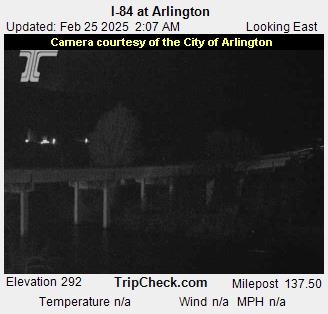 I-84 at Arlington
Updated: Feb 25 2025 2:07 AM Looking East
Camera courtesy of the City of Arlington
Elevation 292 TripCheck.com Milepost 137.50
Temperature n/a Wind n/a MPH n/a